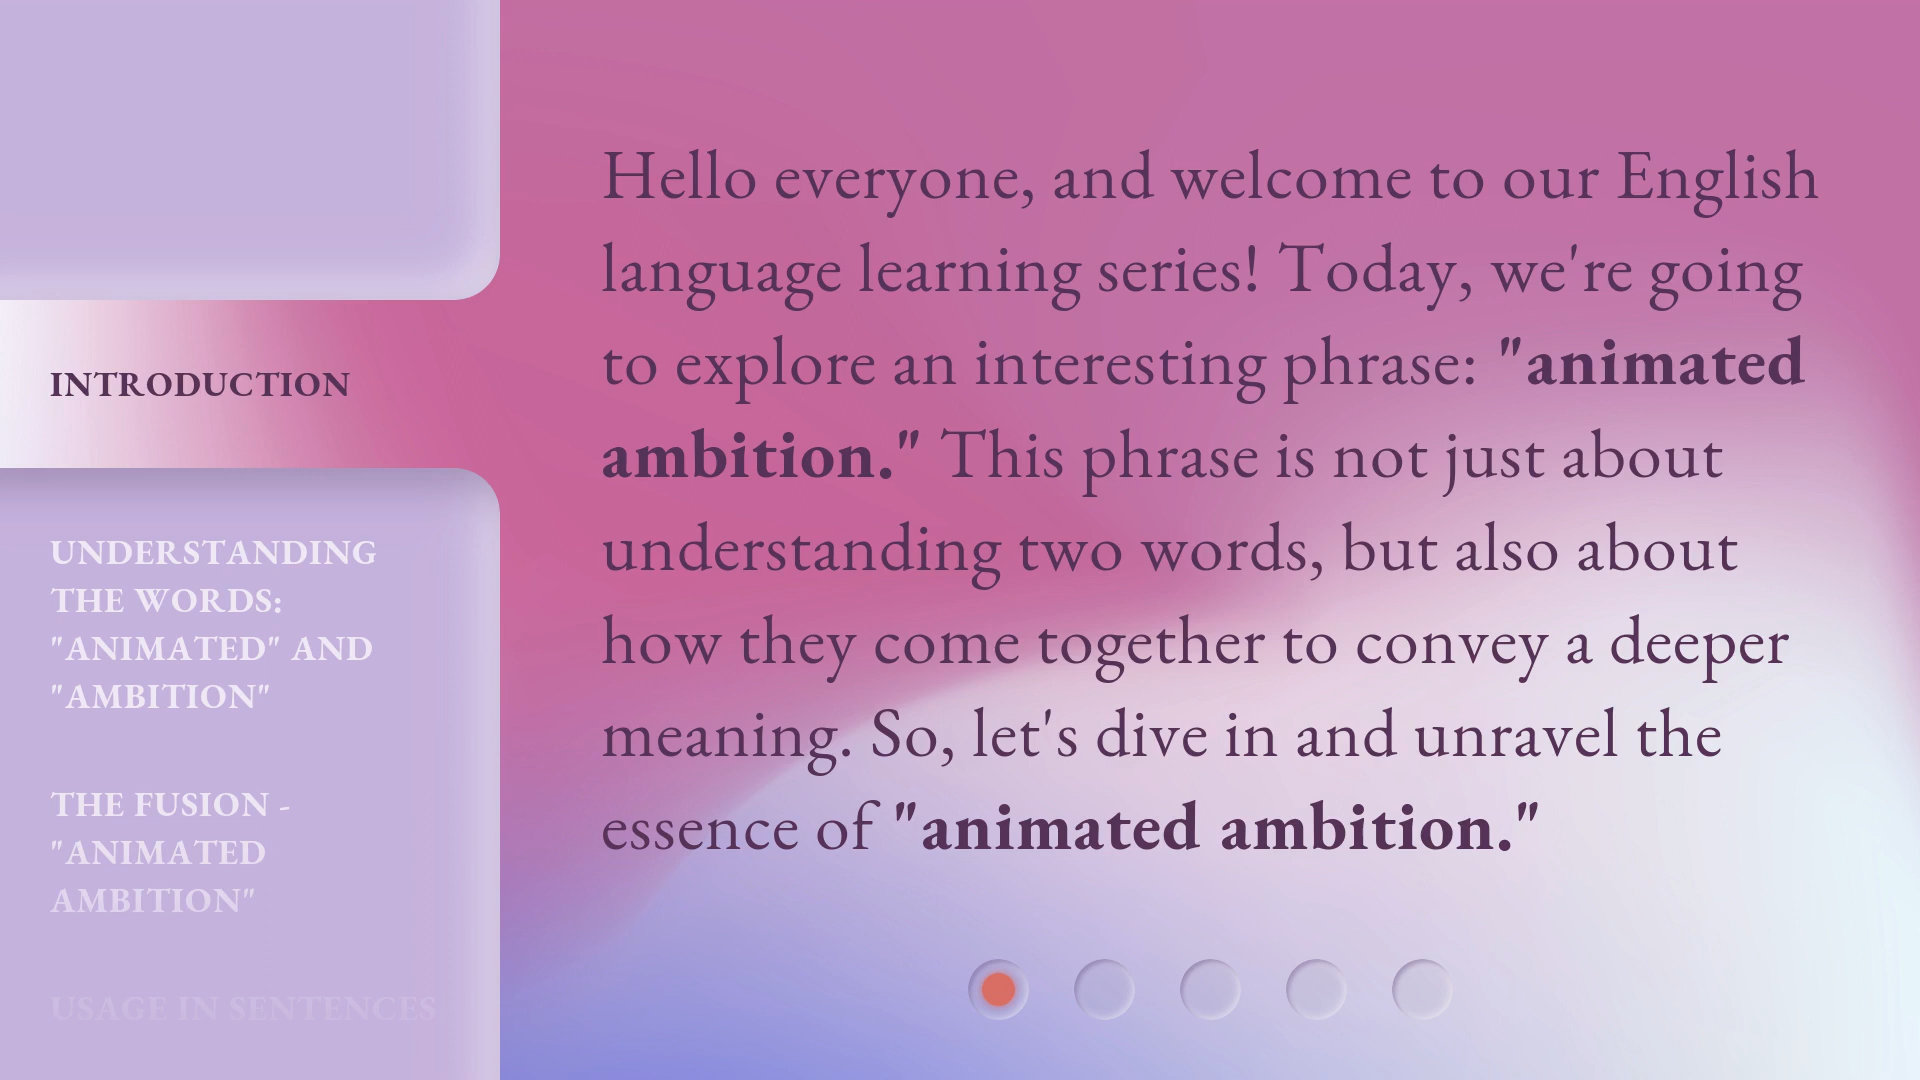 INTRODUCTION
UNDERSTANDING
THE WORDS:
"ANIMATED" AND
"AMBITION"
THE FUSION -
"ANIMATED
AMBITION"
USAGE IN SENTENCES
Hello everyone, and welcome to our English
language learning series! Today, we're going
to explore an interesting phrase: "animated
ambition." This phrase is not just about
understanding two words, but also about
how they come together to convey a deeper
meaning. So, let's dive in and unravel the
essence of "animated ambition."